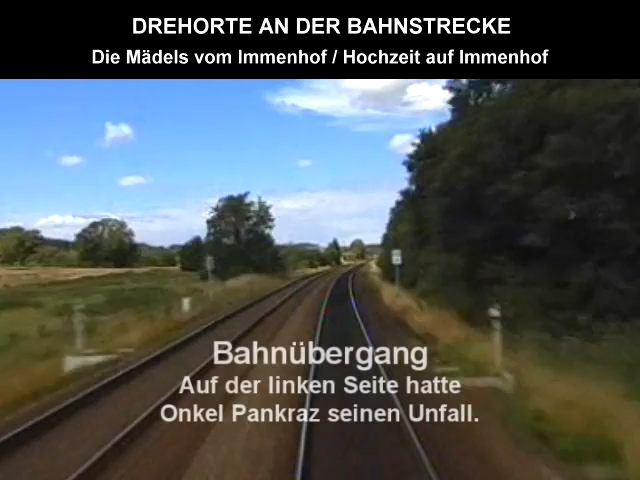 DREHORTE AN DER BAHNSTRECKE
Die Mädels vom Immenhof / Hochzeit auf Immenhof
Bahnübergang
Auf der linken Seite hatte
Onkel Pankraz seinen Unfall.